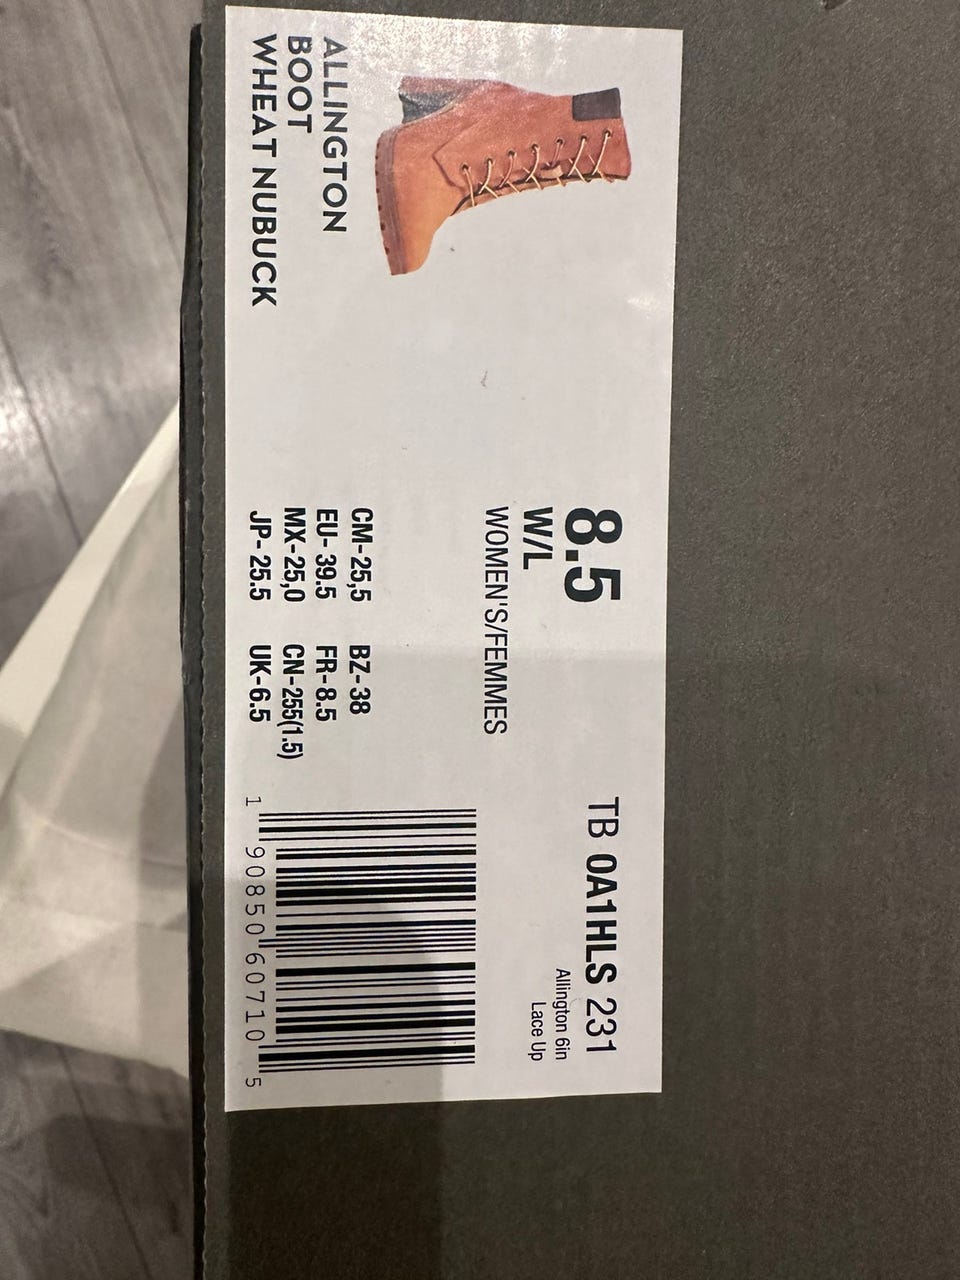 ALLINGTON
BOOT
WHEAT NUBUCK
8.5
W/L
WOMEN'S/FEMMES
CM-25,5 BZ-38
EU-39.5 FR-8.5
MX-25,0 CN-255(1.5)
JP-25.5 UK-6.5
TB 0A1HLS 231
Allington 6in
Lace Up
1 90850 60710 5